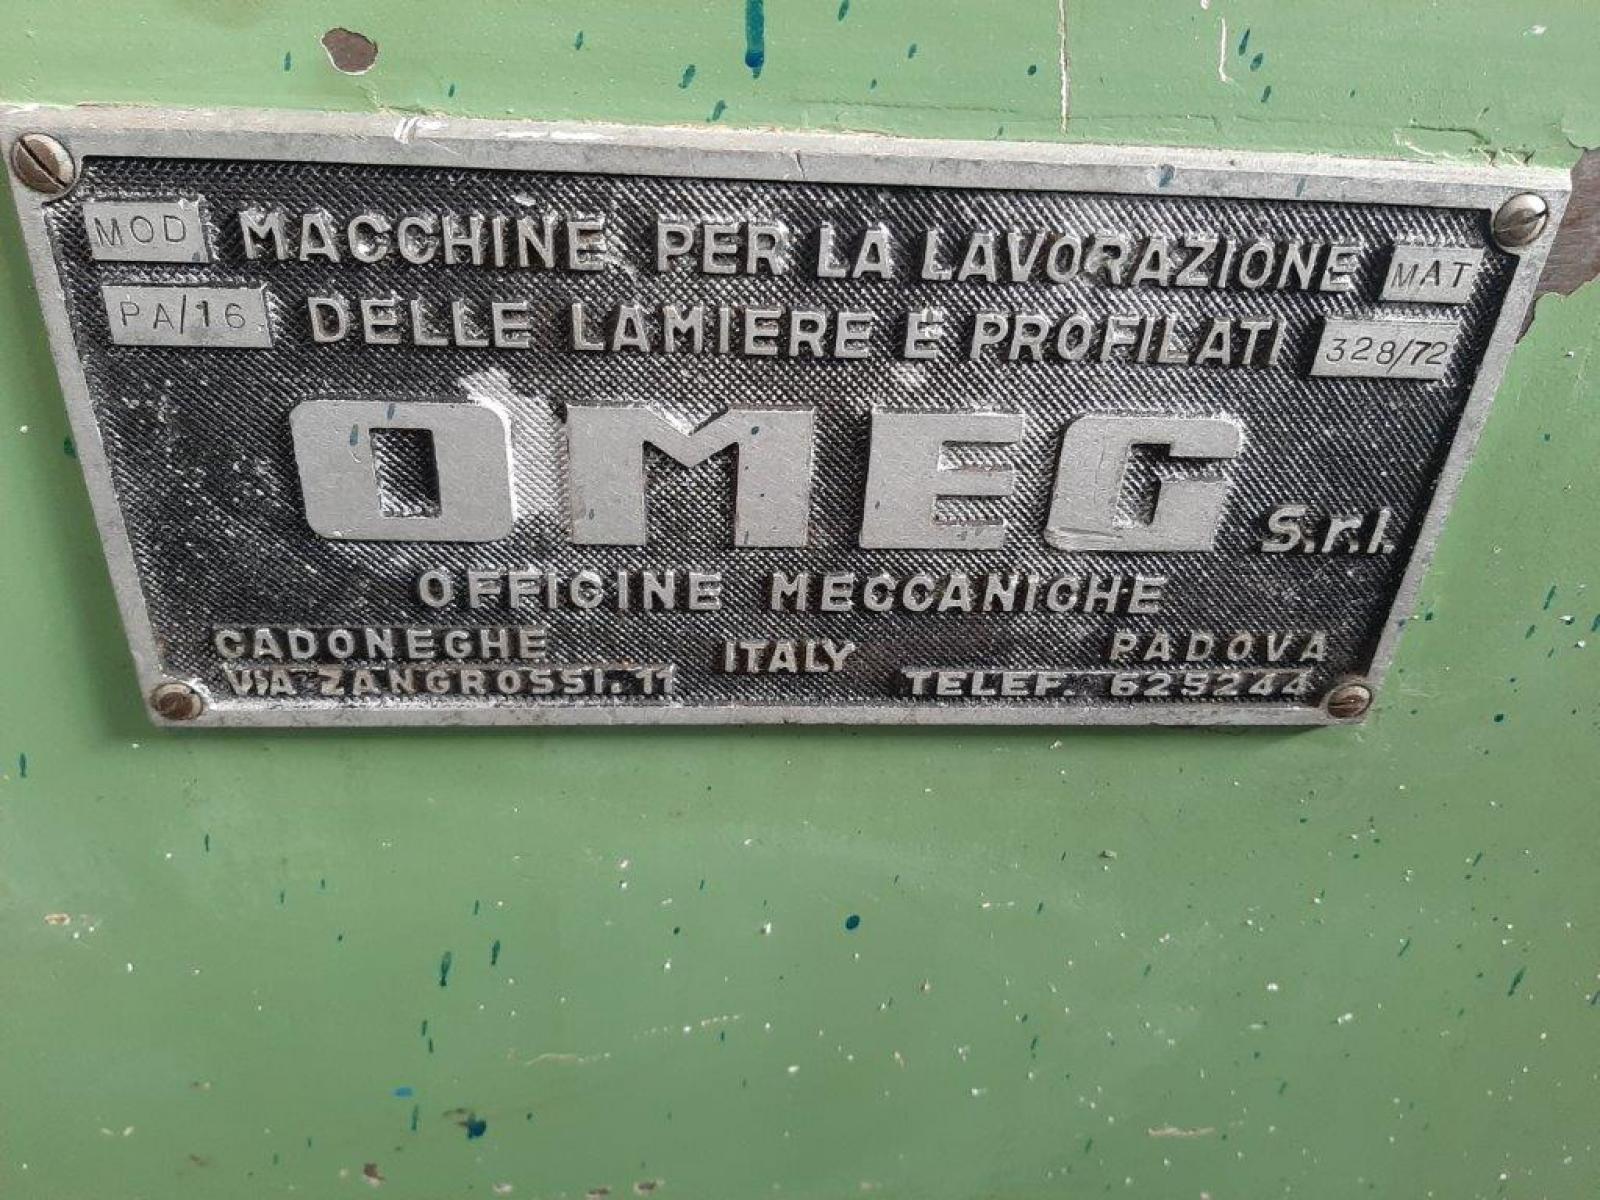 MOD MACCHINE PER LA LAVORAZIONE MAT
PA/16 DELLE LAMIERE E PROFILATI 328/72
OMEG S.r.l.
OFFICINE MECCANICHE
CADONEGHE ITALY PADOVA
VIA ZANGROSSI. 11 TELEF. 625244